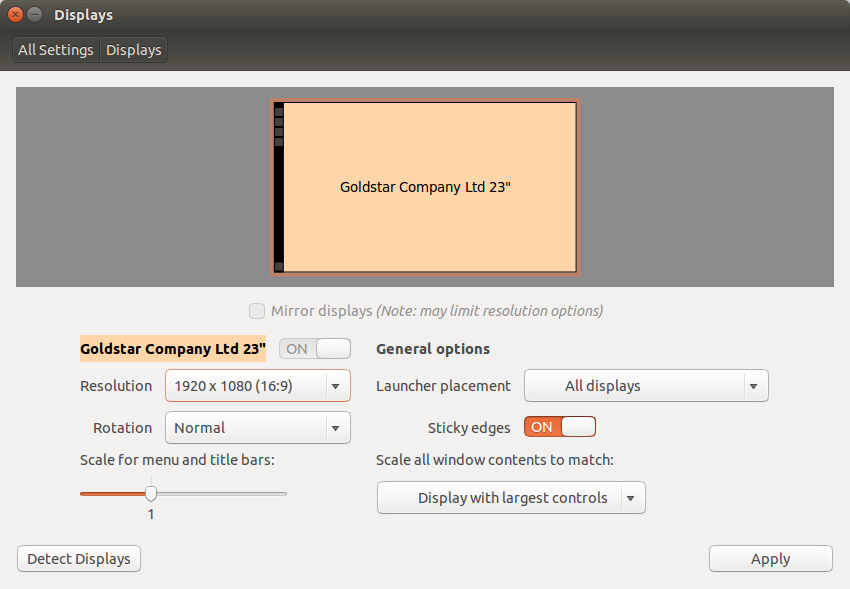 Displays
All Settings Displays
Goldstar Company Ltd 23"
Mirror displays (Note: may limit resolution options)
Goldstar Company Ltd 23" ON General options
Resolution 1920 x 1080 (16:9) Launcher placement All displays
Rotation Normal Sticky edges ON
Scale for menu and title bars: Scale all window contents to match:
Display with largest controls
1
Detect Displays Apply